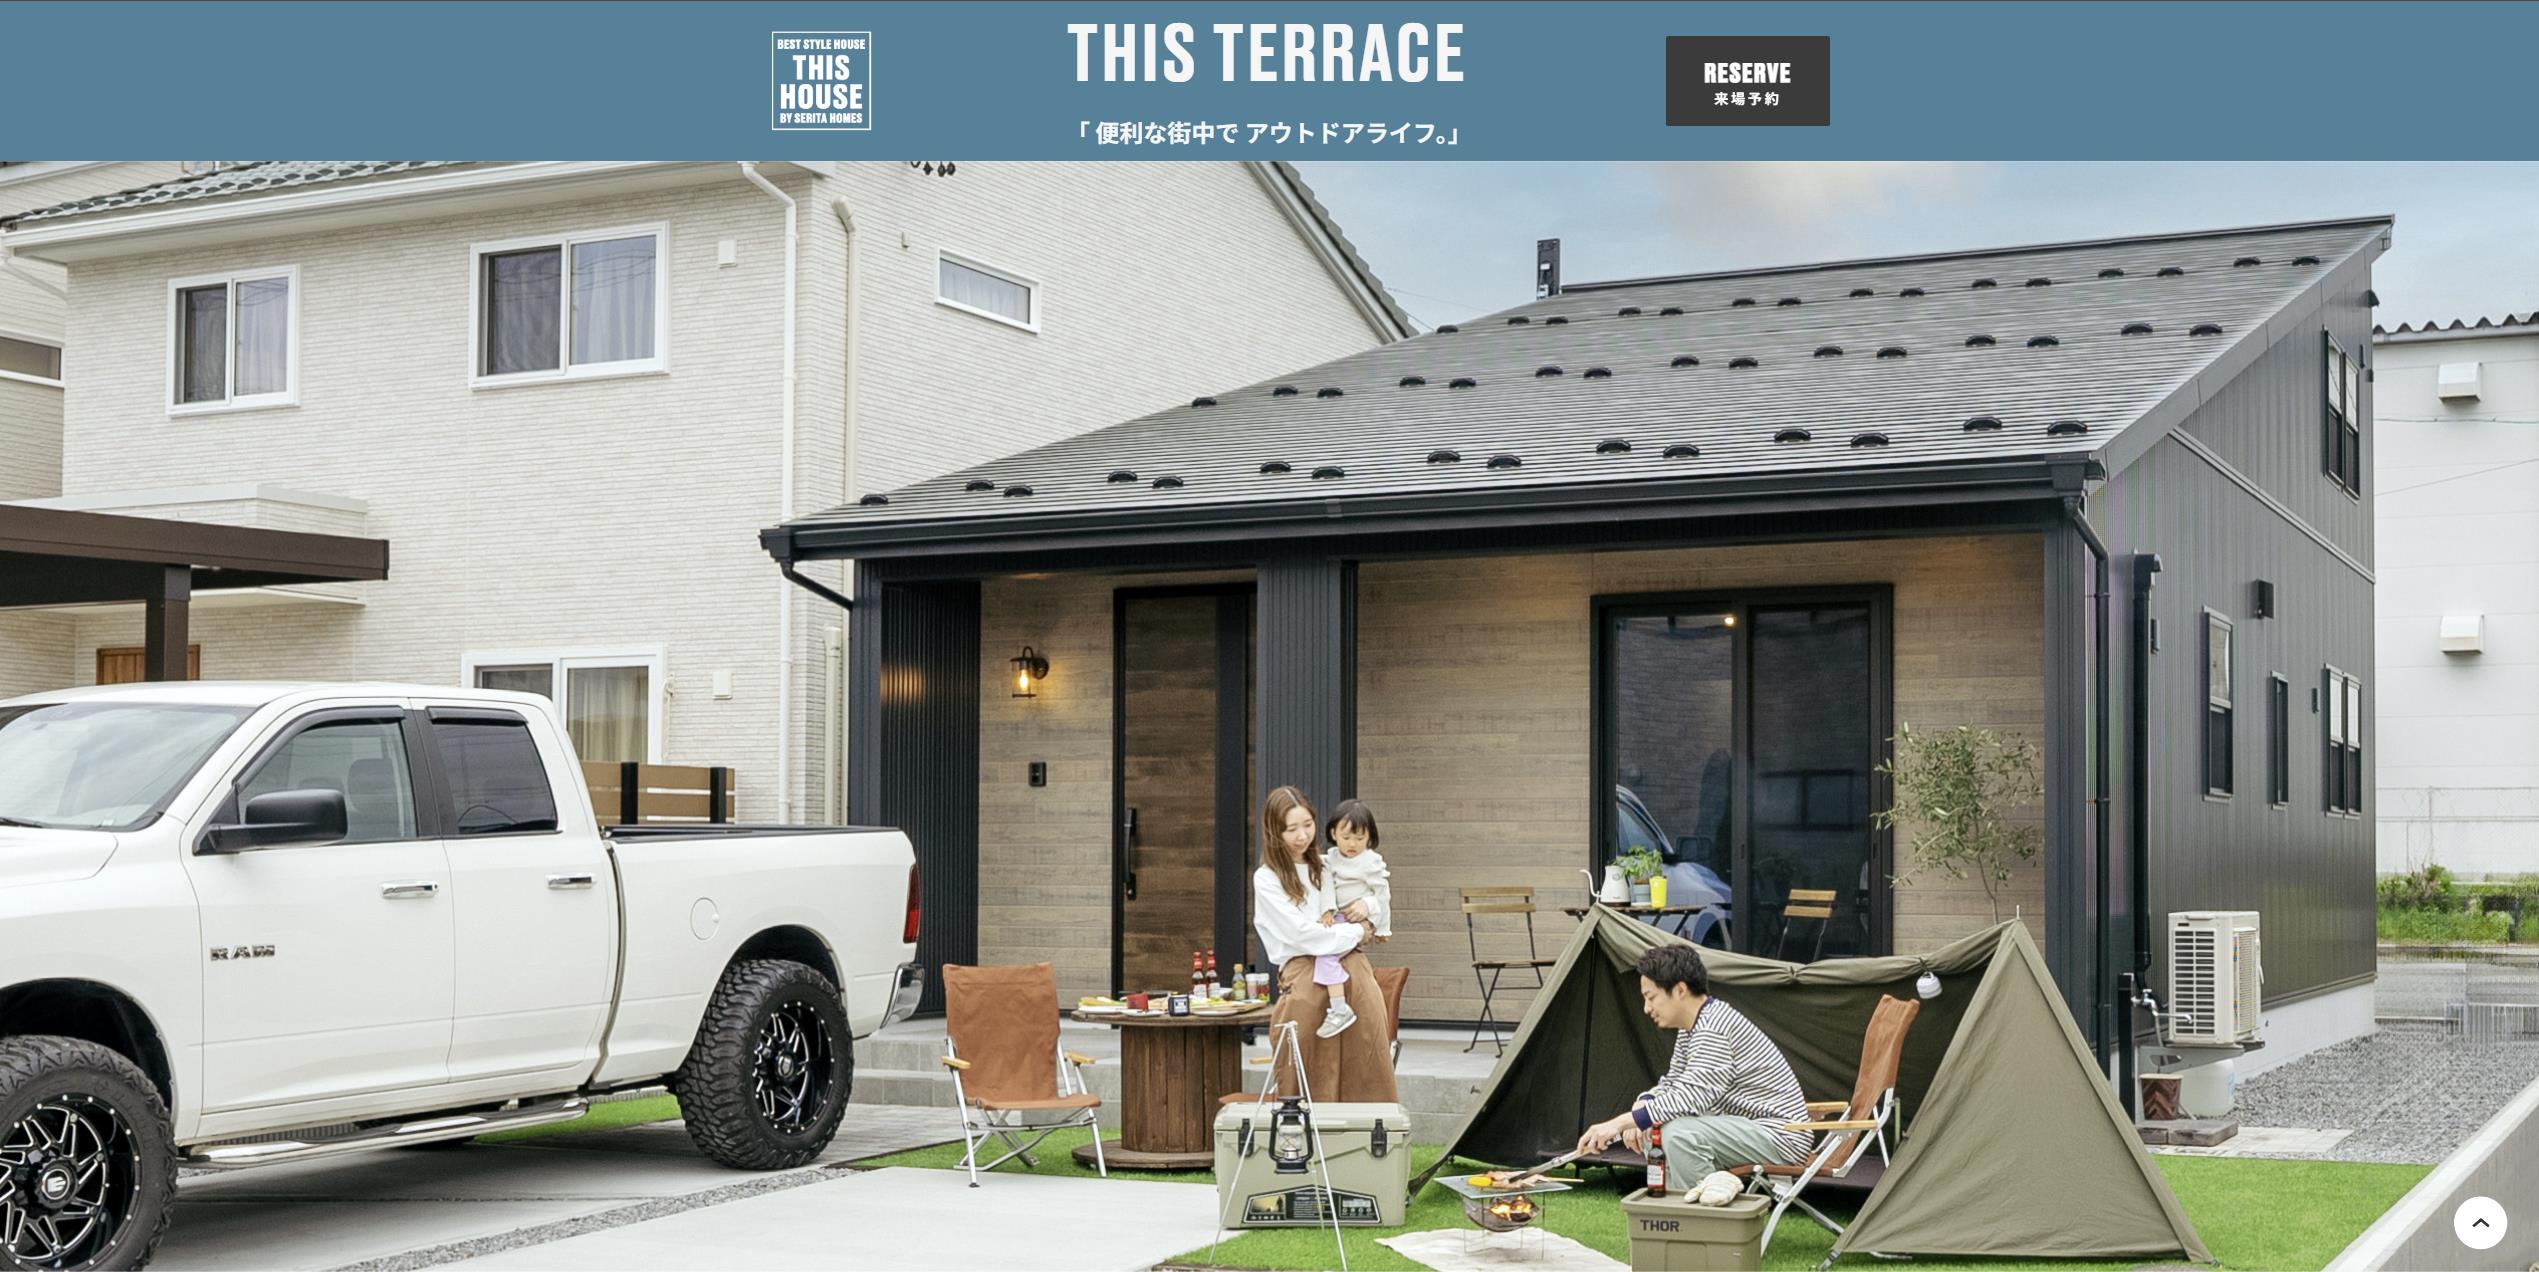 BEST STYLE HOUSE
THIS
HOUSE
BY SERITA HOMES
THIS TERRACE
「 便利な街中で アウトドアライフ。」
RESERVE
来場予約
RAM
THOR